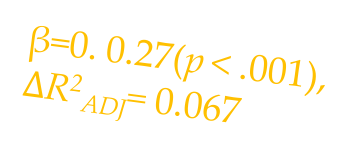 β=0. 0.27(p < .001),
ΔR²ADJ= 0.067